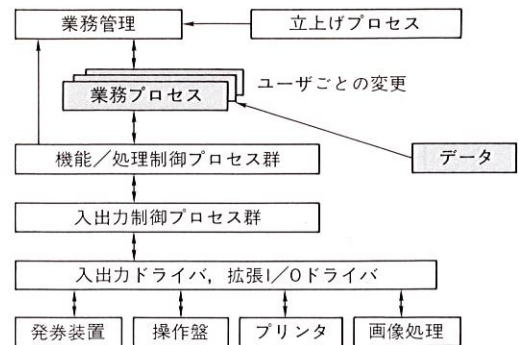 業務管理
立上げプロセス
業務プロセス
ユーザごとの変更
機能／処理制御プロセス群
データ
入出力制御プロセス群
入出力ドライバ，拡張I／Oドライバ
発券装置
操作盤
プリンタ
画像処理